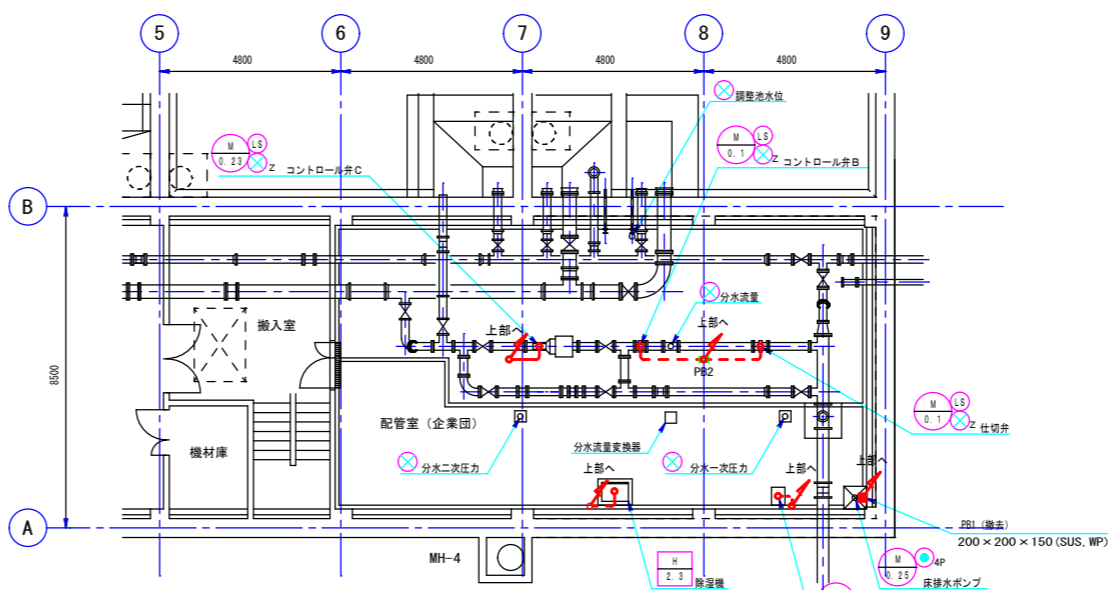 5
6
7
8
9
4800
4800
4800
4800
調整池水位
M
0.23
LS
Z
コントロール弁C
M
0.1
LS
Z
コントロール弁B
B
分水流量
搬入室
上部へ
上部へ
8500
PB2
M
0.1
LS
Z
仕切弁
配管室（企業団）
機材庫
分水流量変換器
分水二次圧力
分水一次圧力
上部へ
上部へ
上部へ
A
PB1（撤去）
200×200×150(SUS,WP)
MH-4
H
2.3
除湿機
M
0.25
4P
床排水ポンプ